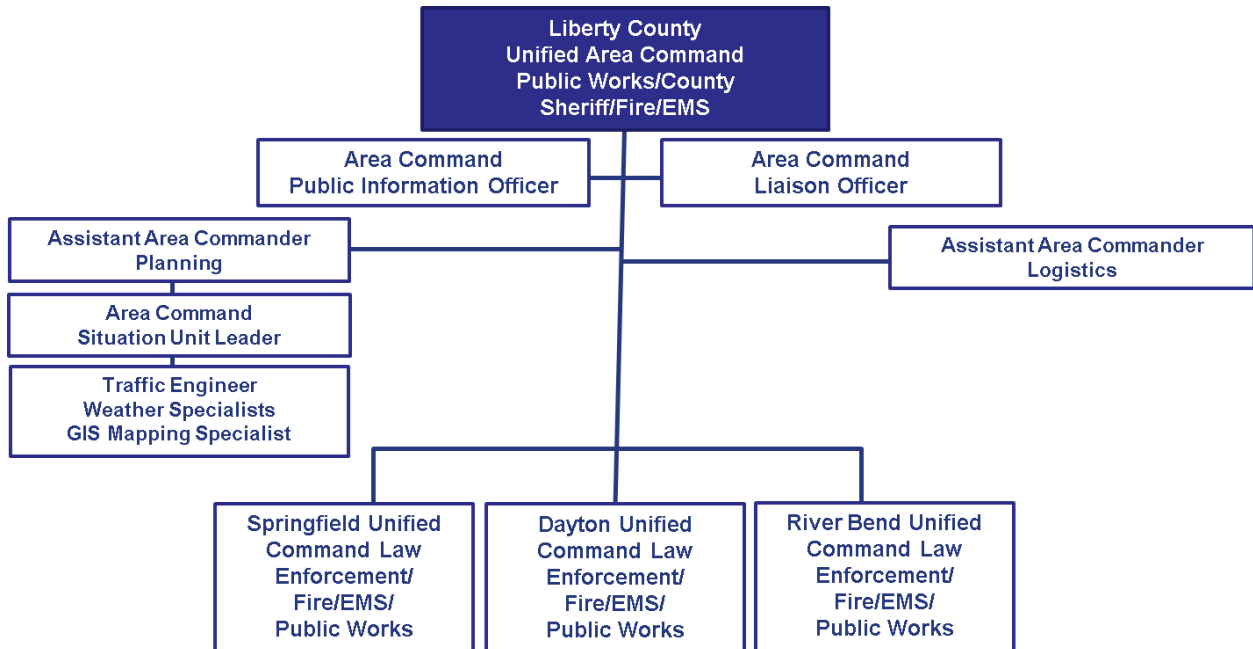 Liberty County
Unified Area Command
Public Works/County
Sheriff/Fire/EMS
Area Command
Public Information Officer
Area Command
Liaison Officer
Assistant Area Commander
Planning
Assistant Area Commander
Logistics
Area Command
Situation Unit Leader
Traffic Engineer
Weather Specialists
GIS Mapping Specialist
Springfield Unified
Command Law
Enforcement/
Fire/EMS/
Public Works
Dayton Unified
Command Law
Enforcement/
Fire/EMS/
Public Works
River Bend Unified
Command Law
Enforcement/
Fire/EMS/
Public Works